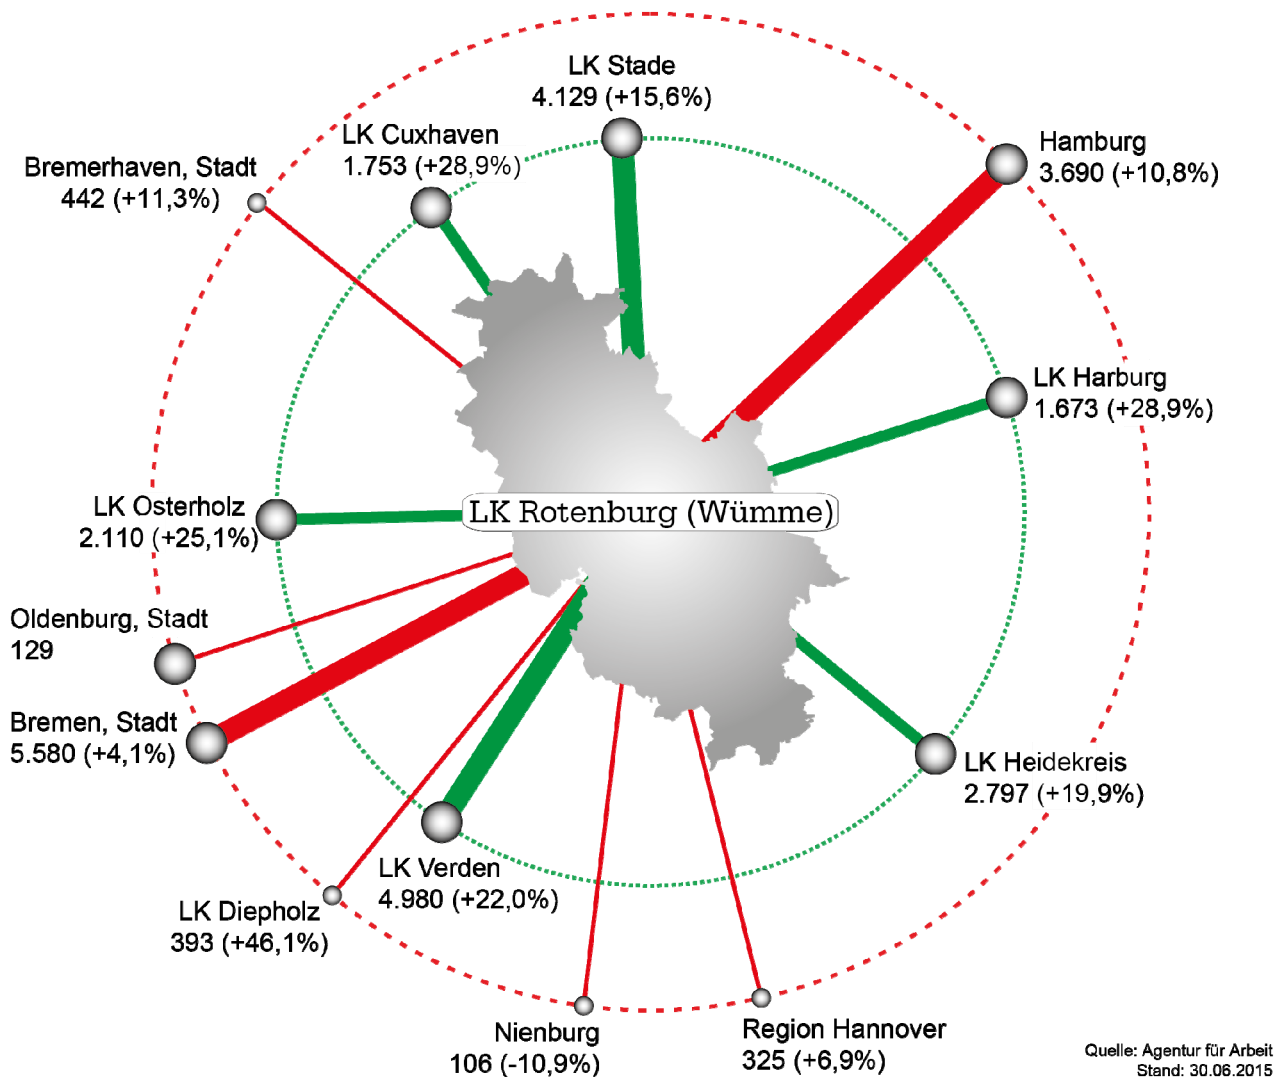 LK Stade
4.129 (+15,6%)
LK Cuxhaven
1.753 (+28,9%)
Hamburg
3.690 (+10,8%)
Bremerhaven, Stadt
442 (+11,3%)
LK Harburg
1.673 (+28,9%)
LK Osterholz
2.110 (+25,1%)
LK Rotenburg (Wümme)
Oldenburg, Stadt
129
Bremen, Stadt
5.580 (+4,1%)
LK Heidekreis
2.797 (+19,9%)
LK Verden
4.980 (+22,0%)
LK Diepholz
393 (+46,1%)
Nienburg
106 (-10,9%)
Region Hannover
325 (+6,9%)
Quelle: Agentur für Arbeit
Stand: 30.06.2015